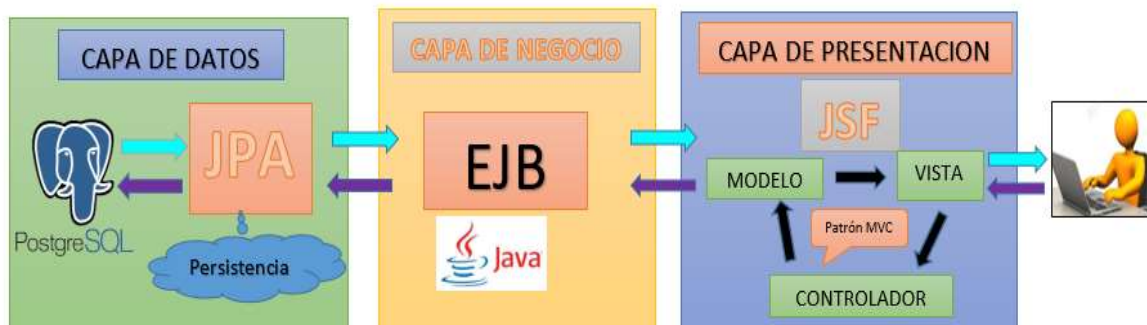 CAPA DE DATOS
JPA
PostgreSQL
Persistencia
CAPA DE NEGOCIO
EJB
Java
CAPA DE PRESENTACION
JSF
MODELO
VISTA
Patrón MVC
CONTROLADOR